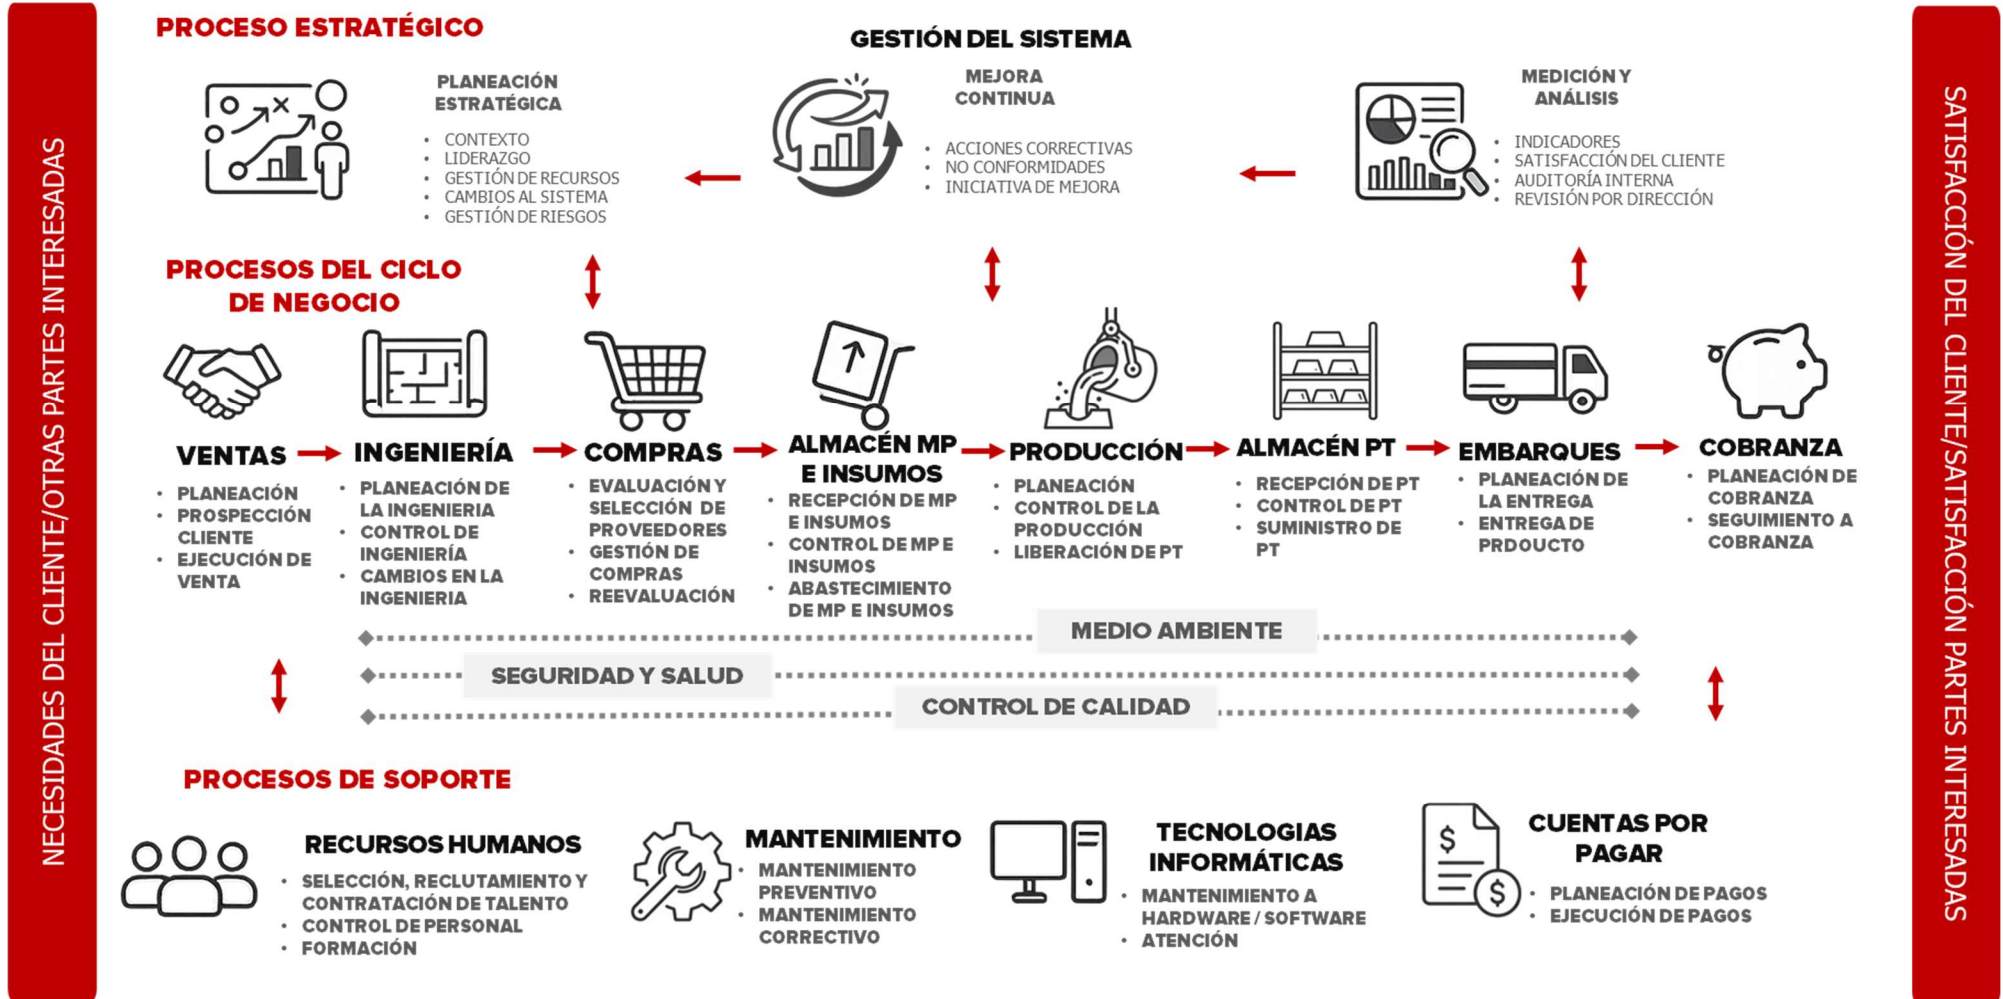 NECESIDADES DEL CLIENTE/OTRAS PARTES INTERESADAS
PROCESO ESTRATÉGICO
PLANEACIÓN
ESTRATÉGICA
• CONTEXTO
• LIDERAZGO
• GESTIÓN DE RECURSOS
• CAMBIOS AL SISTEMA
• GESTIÓN DE RIESGOS
GESTIÓN DEL SISTEMA
MEJORA
CONTINUA
• ACCIONES CORRECTIVAS
• NO CONFORMIDADES
• INICIATIVA DE MEJORA
MEDICIÓN Y
ANÁLISIS
• INDICADORES
• SATISFACCIÓN DEL CLIENTE
• AUDITORÍA INTERNA
• REVISIÓN POR DIRECCIÓN
PROCESOS DEL CICLO
DE NEGOCIO
VENTAS
• PLANEACIÓN
• PROSPECCIÓN
CLIENTE
• EJECUCIÓN DE
VENTA
INGENIERÍA
• PLANEACIÓN DE
LA INGENIERIA
• CONTROL DE
INGENIERÍA
• CAMBIOS EN LA
INGENIERIA
COMPRAS
• EVALUACIÓN Y
SELECCIÓN DE
PROVEEDORES
• GESTIÓN DE
COMPRAS
• REEVALUACIÓN
ALMACÉN MP
E INSUMOS
• RECEPCIÓN DE MP
E INSUMOS
• CONTROL DE MP E
INSUMOS
• ABASTECIMIENTO
DE MP E INSUMOS
PRODUCCIÓN
• PLANEACIÓN
• CONTROL DE LA
PRODUCCIÓN
• LIBERACIÓN DE PT
ALMACÉN PT
• RECEPCIÓN DE PT
• CONTROL DE PT
• SUMINISTRO DE
PT
EMBARQUES
• PLANEACIÓN DE
LA ENTREGA
• ENTREGA DE
PRDOUCTO
COBRANZA
• PLANEACIÓN DE
COBRANZA
• SEGUIMIENTO A
COBRANZA
MEDIO AMBIENTE
SEGURIDAD Y SALUD
CONTROL DE CALIDAD
PROCESOS DE SOPORTE
RECURSOS HUMANOS
• SELECCIÓN, RECLUTAMIENTO Y
CONTRATACIÓN DE TALENTO
• CONTROL DE PERSONAL
• FORMACIÓN
MANTENIMIENTO
• MANTENIMIENTO
PREVENTIVO
• MANTENIMIENTO
CORRECTIVO
TECNOLOGIAS
INFORMÁTICAS
• MANTENIMIENTO A
HARDWARE / SOFTWARE
• ATENCIÓN
$
$
CUENTAS POR
PAGAR
• PLANEACIÓN DE PAGOS
• EJECUCIÓN DE PAGOS
SATISFACCIÓN DEL CLIENTE/SATISFACCIÓN PARTES INTERESADAS